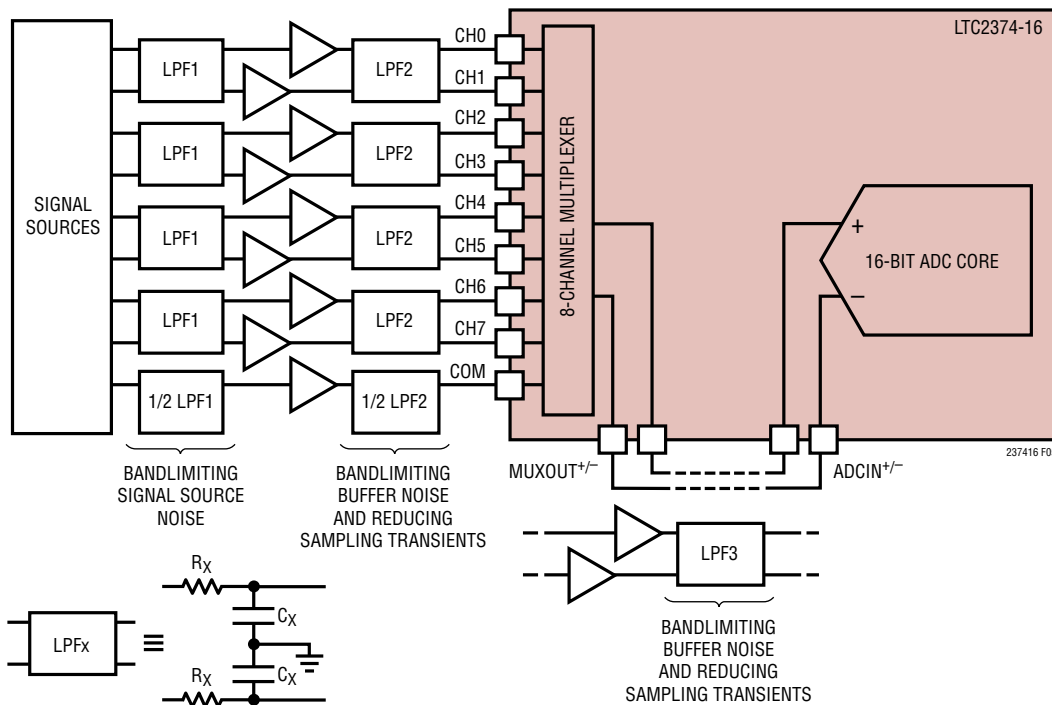 LTC2374-16
SIGNAL
SOURCES
LPF1
LPF1
LPF1
LPF1
1/2 LPF1
LPF2
LPF2
LPF2
LPF2
1/2 LPF2
CH0
CH1
CH2
CH3
CH4
CH5
CH6
CH7
COM
8-CHANNEL MULTIPLEXER
+
16-BIT ADC CORE
–
237416 F03
BANDLIMITING
SIGNAL SOURCE
NOISE
BANDLIMITING
BUFFER NOISE
AND REDUCING
SAMPLING TRANSIENTS
MUXOUT+/–
ADCIN+/–
LPF3
BANDLIMITING
BUFFER NOISE
AND REDUCING
SAMPLING TRANSIENTS
LPFx
≡
RX
CX
RX
CX